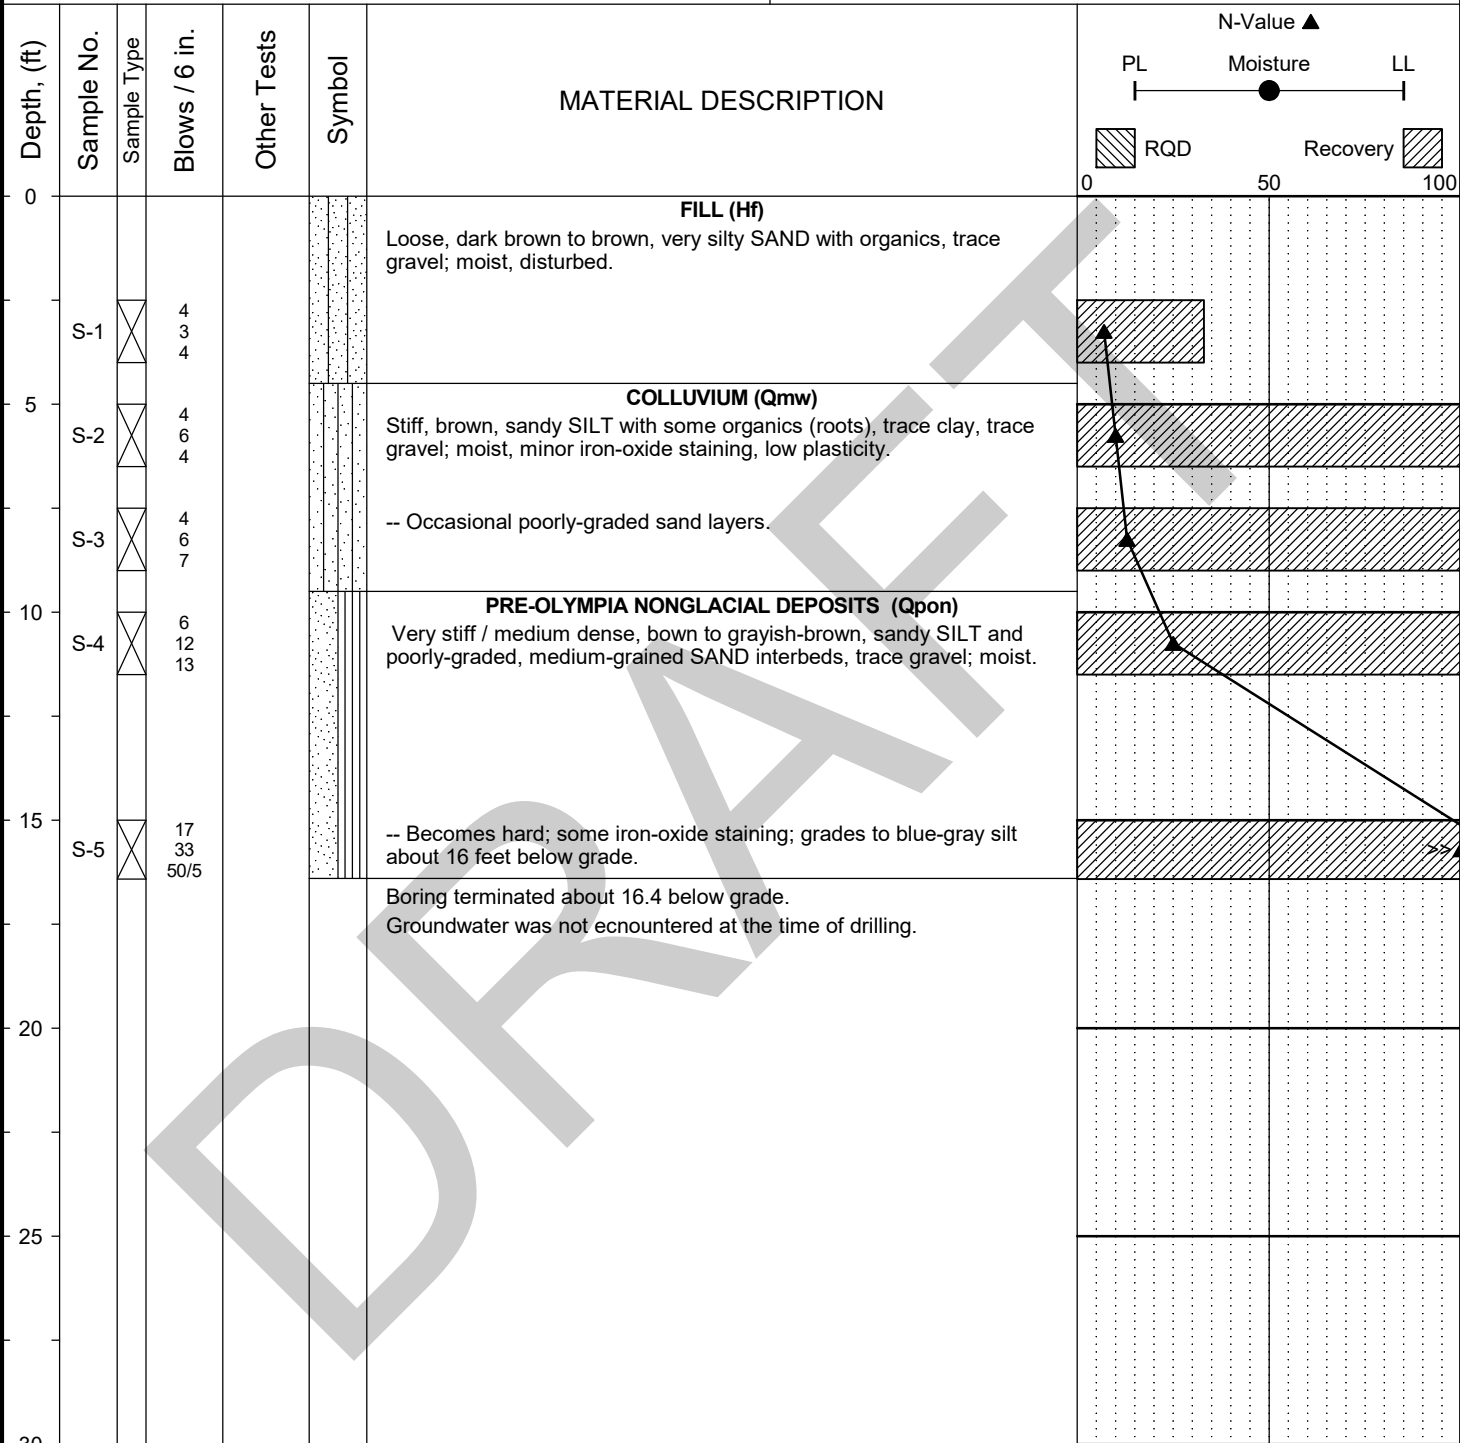 Depth, (ft)
Sample No.
Sample Type
Blows / 6 in.
Other Tests
Symbol
MATERIAL DESCRIPTION
N-Value ▲
PL Moisture LL
RQD Recovery
0 50 100
0
FILL (Hf)
Loose, dark brown to brown, very silty SAND with organics, trace
gravel; moist, disturbed.
S-1
4
3
4
COLLUVIUM (Qmw)
5
S-2
4
6
4
Stiff, brown, sandy SILT with some organics (roots), trace clay, trace
gravel; moist, minor iron-oxide staining, low plasticity.
S-3
4
6
7
-- Occasional poorly-graded sand layers.
PRE-OLYMPIA NONGLACIAL DEPOSITS (Qpon)
10
S-4
6
12
13
Very stiff / medium dense, bown to grayish-brown, sandy SILT and
poorly-graded, medium-grained SAND interbeds, trace gravel; moist.
15
S-5
17
33
50/5
-- Becomes hard; some iron-oxide staining; grades to blue-gray silt
about 16 feet below grade.
>>
Boring terminated about 16.4 below grade.
Groundwater was not ecnountered at the time of drilling.
20
25
30
DRAFT